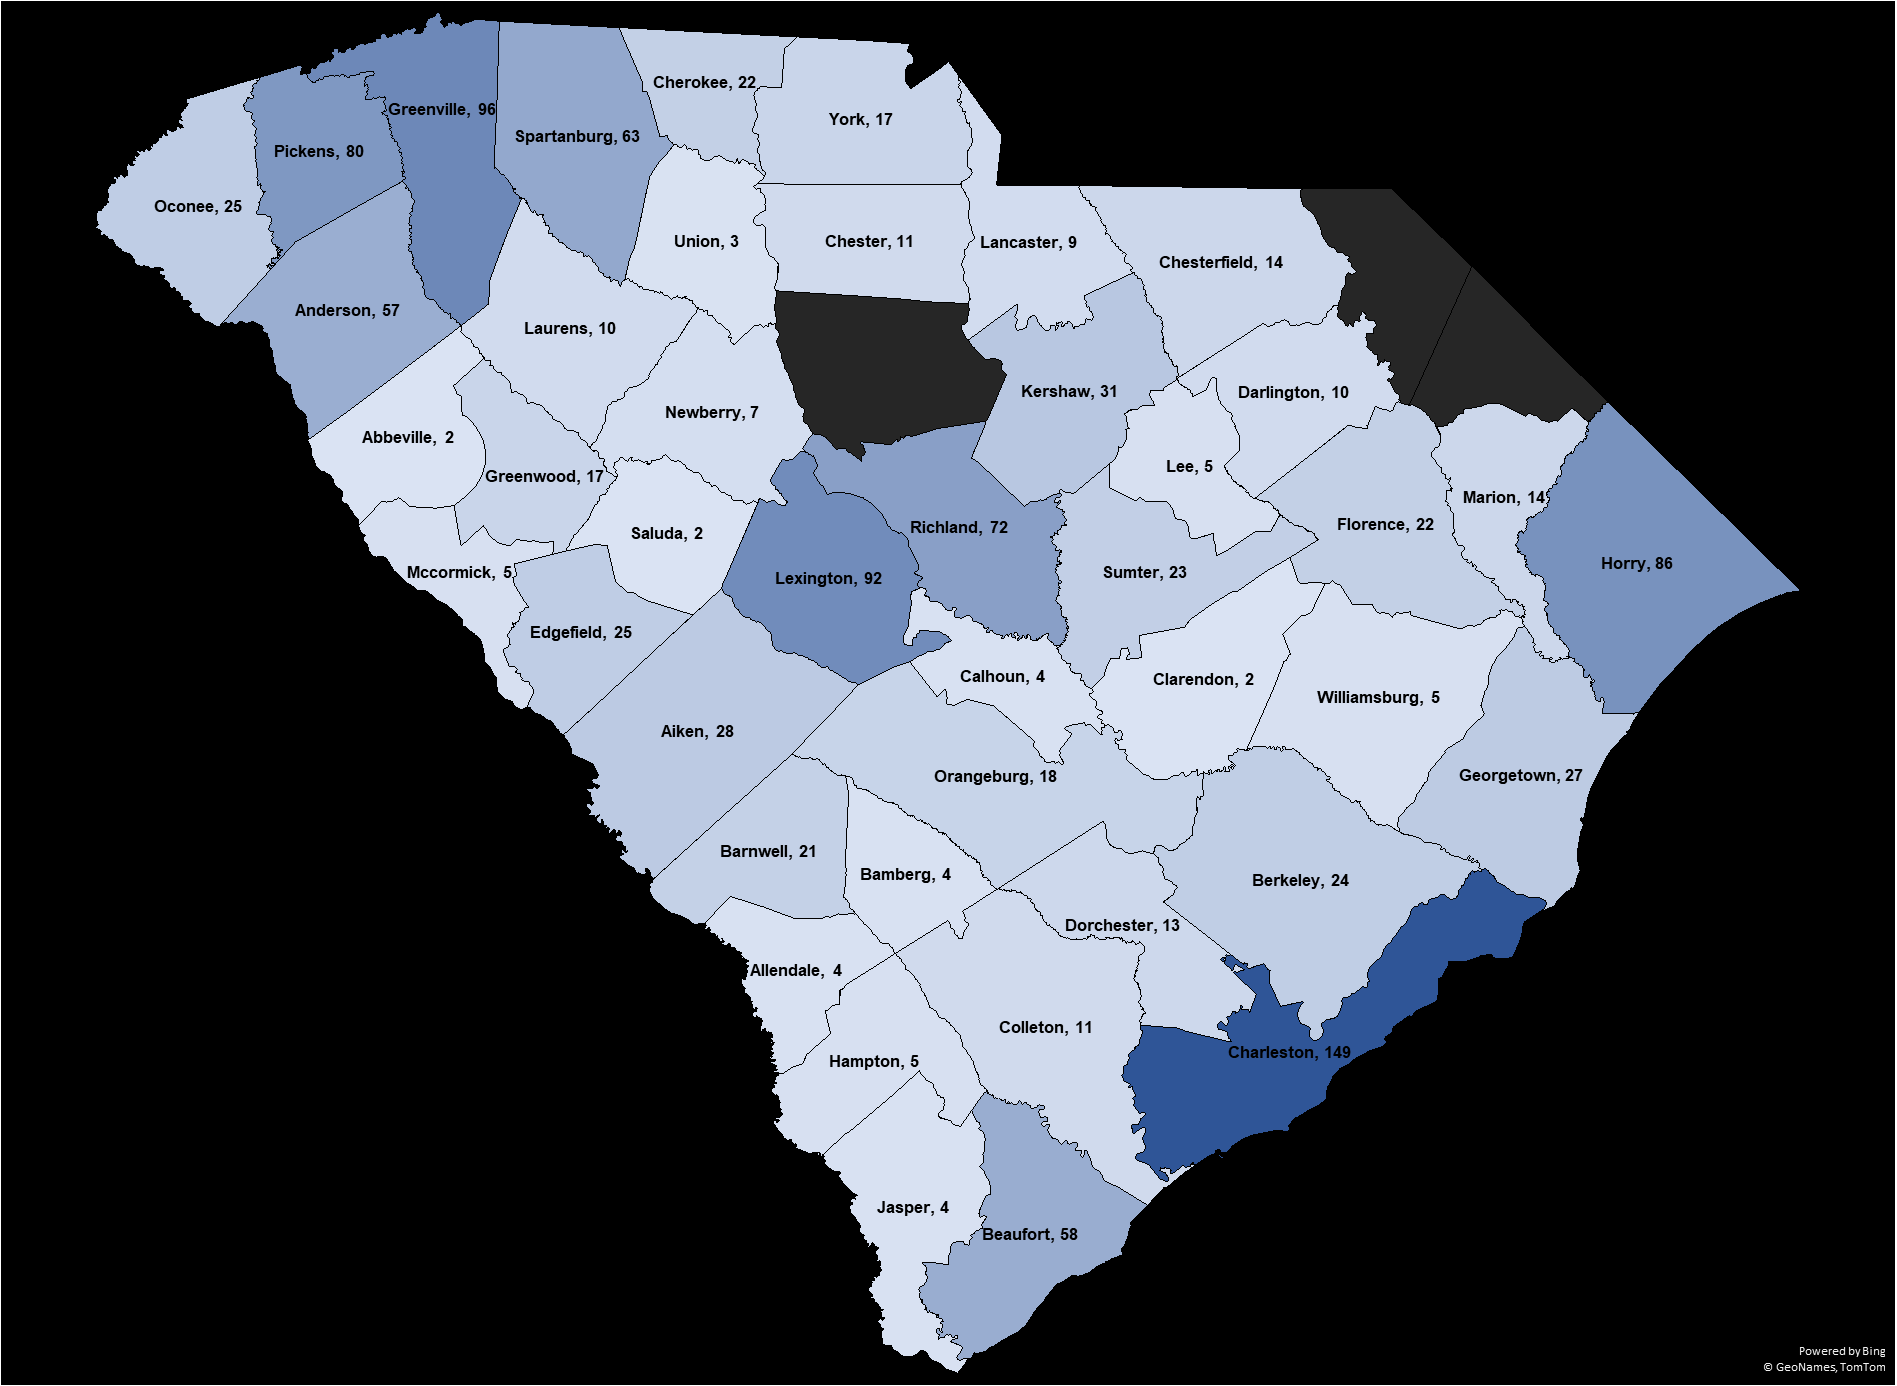 Cherokee, 22
Greenville, 96
York, 17
Spartanburg, 63
Pickens, 80
Oconee, 25
Union, 3
Chester, 11
Lancaster, 9
Chesterfield, 14
Anderson, 57
Laurens, 10
Kershaw, 31
Darlington, 10
Newberry, 7
Abbeville, 2
Lee, 5
Greenwood, 17
Marion, 14
Florence, 22
Richland, 72
Saluda, 2
Horry, 86
Mccormick, 5
Sumter, 23
Lexington, 92
Edgefield, 25
Calhoun, 4
Clarendon, 2
Williamsburg, 5
Aiken, 28
Georgetown, 27
Orangeburg, 18
Barnwell, 21
Bamberg, 4
Berkeley, 24
Dorchester, 13
Allendale, 4
Colleton, 11
Charleston, 149
Hampton, 5
Jasper, 4
Beaufort, 58
Powered by Bing
© GeoNames, TomTom